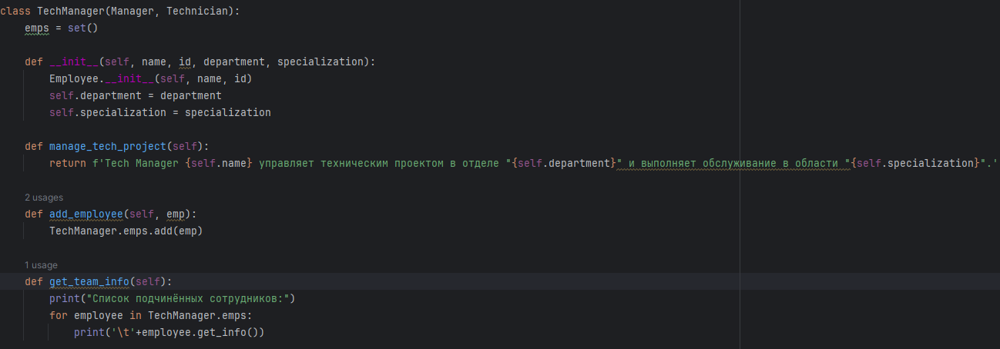 class TechManager(Manager, Technician):
    emps = set()
    def __init__(self, name, id, department, specialization):
        Employee.__init__(self, name, id)
        self.department = department
        self.specialization = specialization
    def manage_tech_project(self):
        return f'Tech Manager {self.name} управляет техническим проектом в отделе "{self.department}" и выполняет обслуживание в области "{self.specialization}".'
    2 usages
    def add_employee(self, emp):
        TechManager.emps.add(emp)
    1 usage
    def get_team_info(self):
        print("Список подчинённых сотрудников:")
        for employee in TechManager.emps:
            print('\t'+employee.get_info())